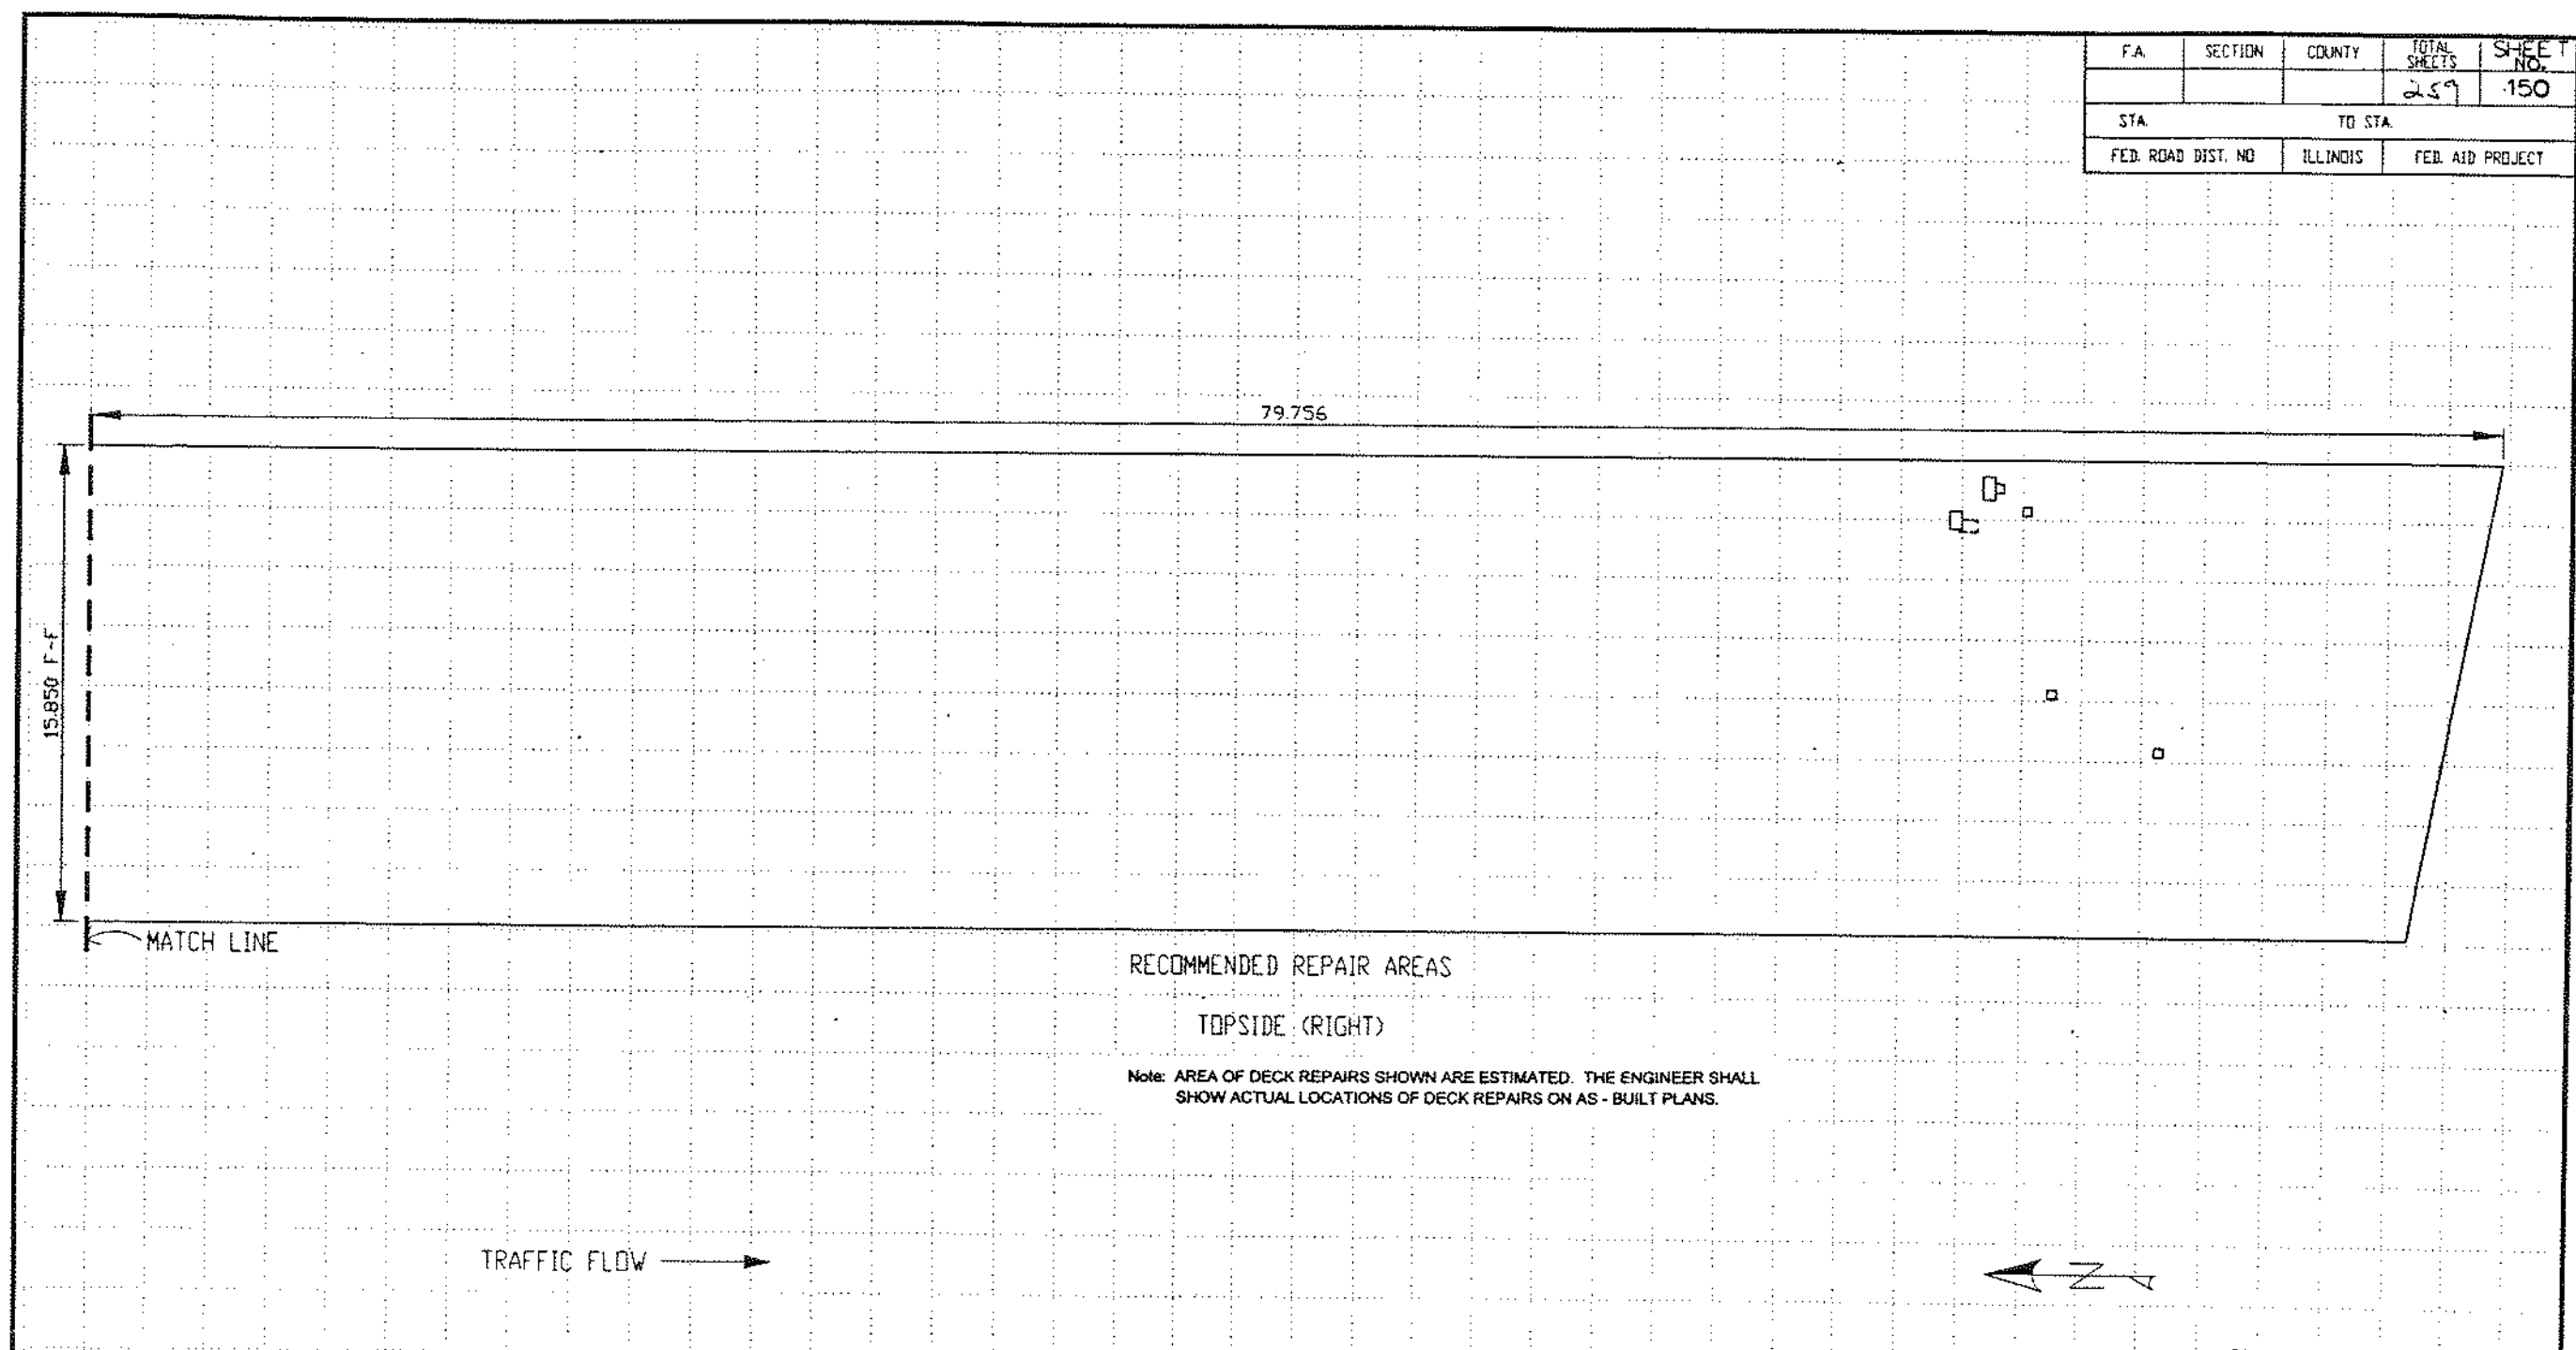 F.A. SECTION COUNTY TOTAL SHEETS SHEET NO.
259 150
STA. TO STA.
FED. ROAD DIST. NO ILLINOIS FED. AID PROJECT
79.756
15.850 F-F
MATCH LINE
RECOMMENDED REPAIR AREAS
TOPSIDE (RIGHT)
Note: AREA OF DECK REPAIRS SHOWN ARE ESTIMATED. THE ENGINEER SHALL
SHOW ACTUAL LOCATIONS OF DECK REPAIRS ON AS - BUILT PLANS.
TRAFFIC FLOW
N